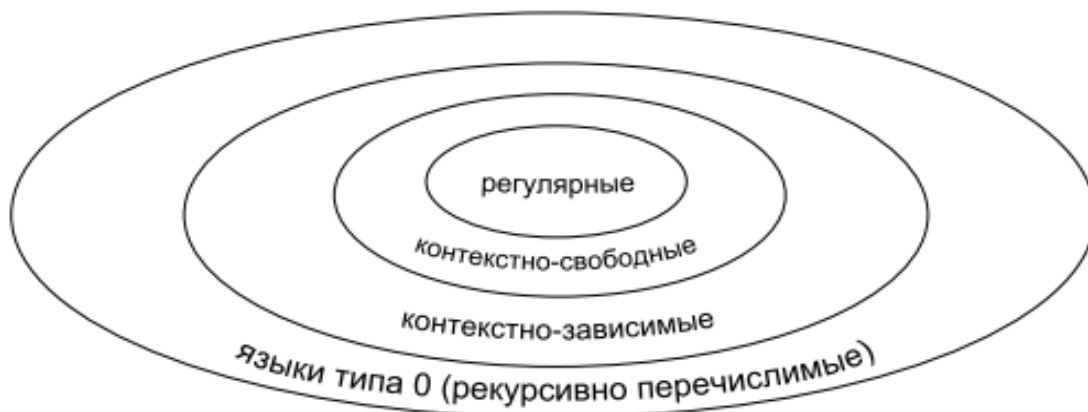 регулярные
контекстно-свободные
контекстно-зависимые
языки типа 0 (рекурсивно перечислимые)